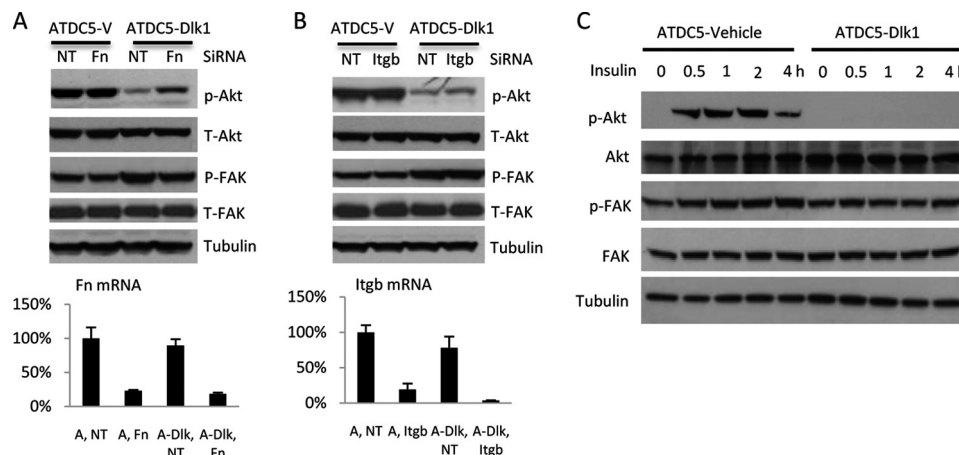 A
ATDC5-V ATDC5-Dlk1
NT Fn NT Fn SiRNA
p-Akt
T-Akt
P-FAK
T-FAK
Tubulin
Fn mRNA
150%
100%
50%
0%
A, NT A, Fn A-Dlk, NT A-Dlk, Fn
B
ATDC5-V ATDC5-Dlk1
NT Itgb NT Itgb SiRNA
p-Akt
T-Akt
P-FAK
T-FAK
Tubulin
Itgb mRNA
150%
100%
50%
0%
A, NT A, Itgb A-Dlk, NT A-Dlk, Itgb
C
ATDC5-Vehicle ATDC5-Dlk1
Insulin 0 0.5 1 2 4 h 0 0.5 1 2 4
p-Akt
Akt
p-FAK
FAK
Tubulin